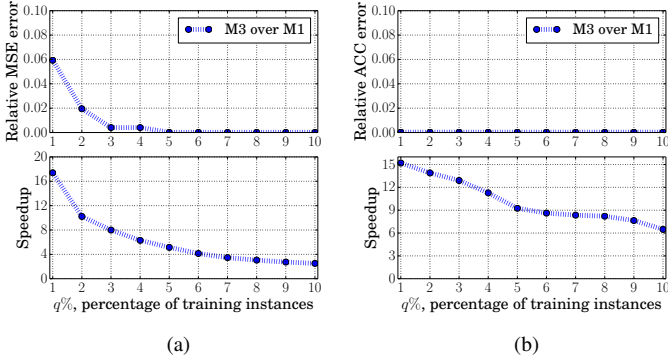 0.10
0.08
0.06
0.04
0.02
0.00
Relative MSE error
M3 over M1
1 2 3 4 5 6 7 8 9 10
20
16
12
8
4
0
Speedup
1 2 3 4 5 6 7 8 9 10
q%, percentage of training instances
(a)
0.10
0.08
0.06
0.04
0.02
0.00
Relative ACC error
M3 over M1
1 2 3 4 5 6 7 8 9 10
15
12
9
6
3
0
Speedup
1 2 3 4 5 6 7 8 9 10
q%, percentage of training instances
(b)